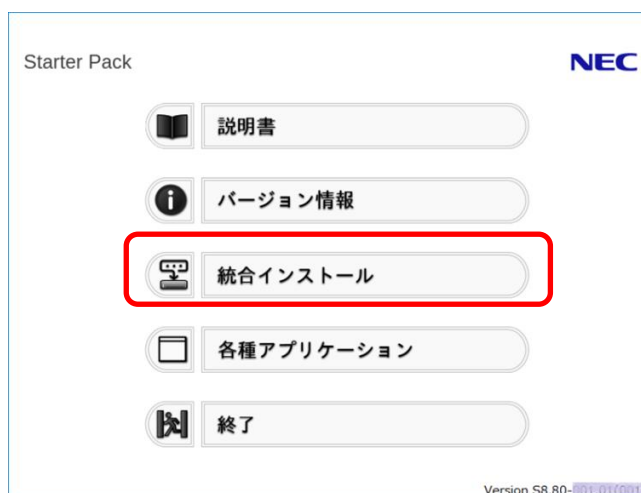 Starter Pack
NEC
説明書
バージョン情報
統合インストール
各種アプリケーション
終了
Version S8.80-